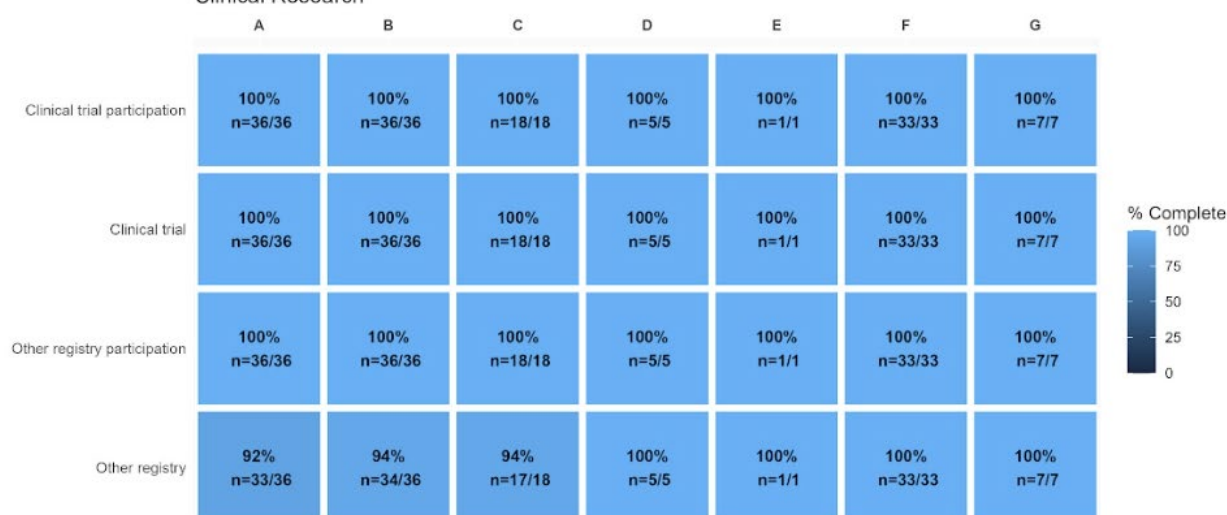 Clinical Research
A B C D E F G
Clinical trial participation
100% 100% 100% 100% 100% 100% 100%
n=36/36 n=36/36 n=18/18 n=5/5 n=1/1 n=33/33 n=7/7
Clinical trial
100% 100% 100% 100% 100% 100% 100%
n=36/36 n=36/36 n=18/18 n=5/5 n=1/1 n=33/33 n=7/7
Other registry participation
100% 100% 100% 100% 100% 100% 100%
n=36/36 n=36/36 n=18/18 n=5/5 n=1/1 n=33/33 n=7/7
Other registry
92% 94% 94% 100% 100% 100% 100%
n=33/36 n=34/36 n=17/18 n=5/5 n=1/1 n=33/33 n=7/7
% Complete
100
75
50
25
0